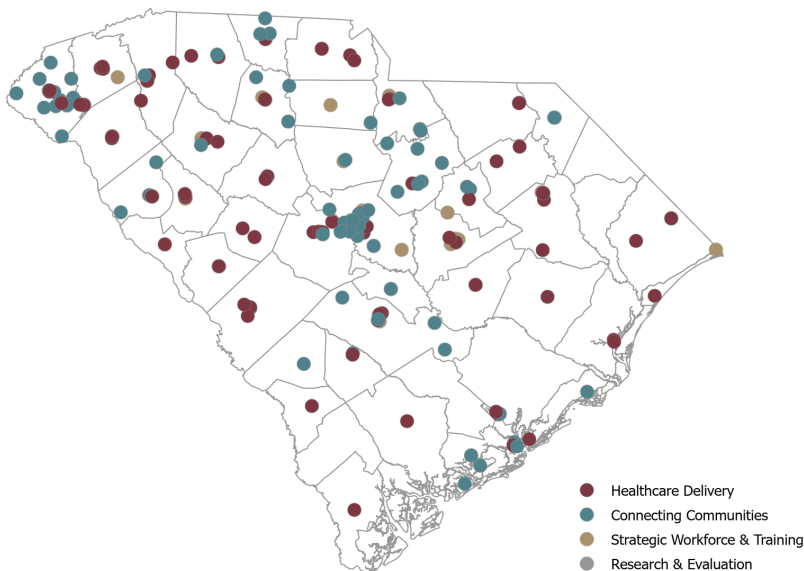 Healthcare Delivery
Connecting Communities
Strategic Workforce & Training
Research & Evaluation